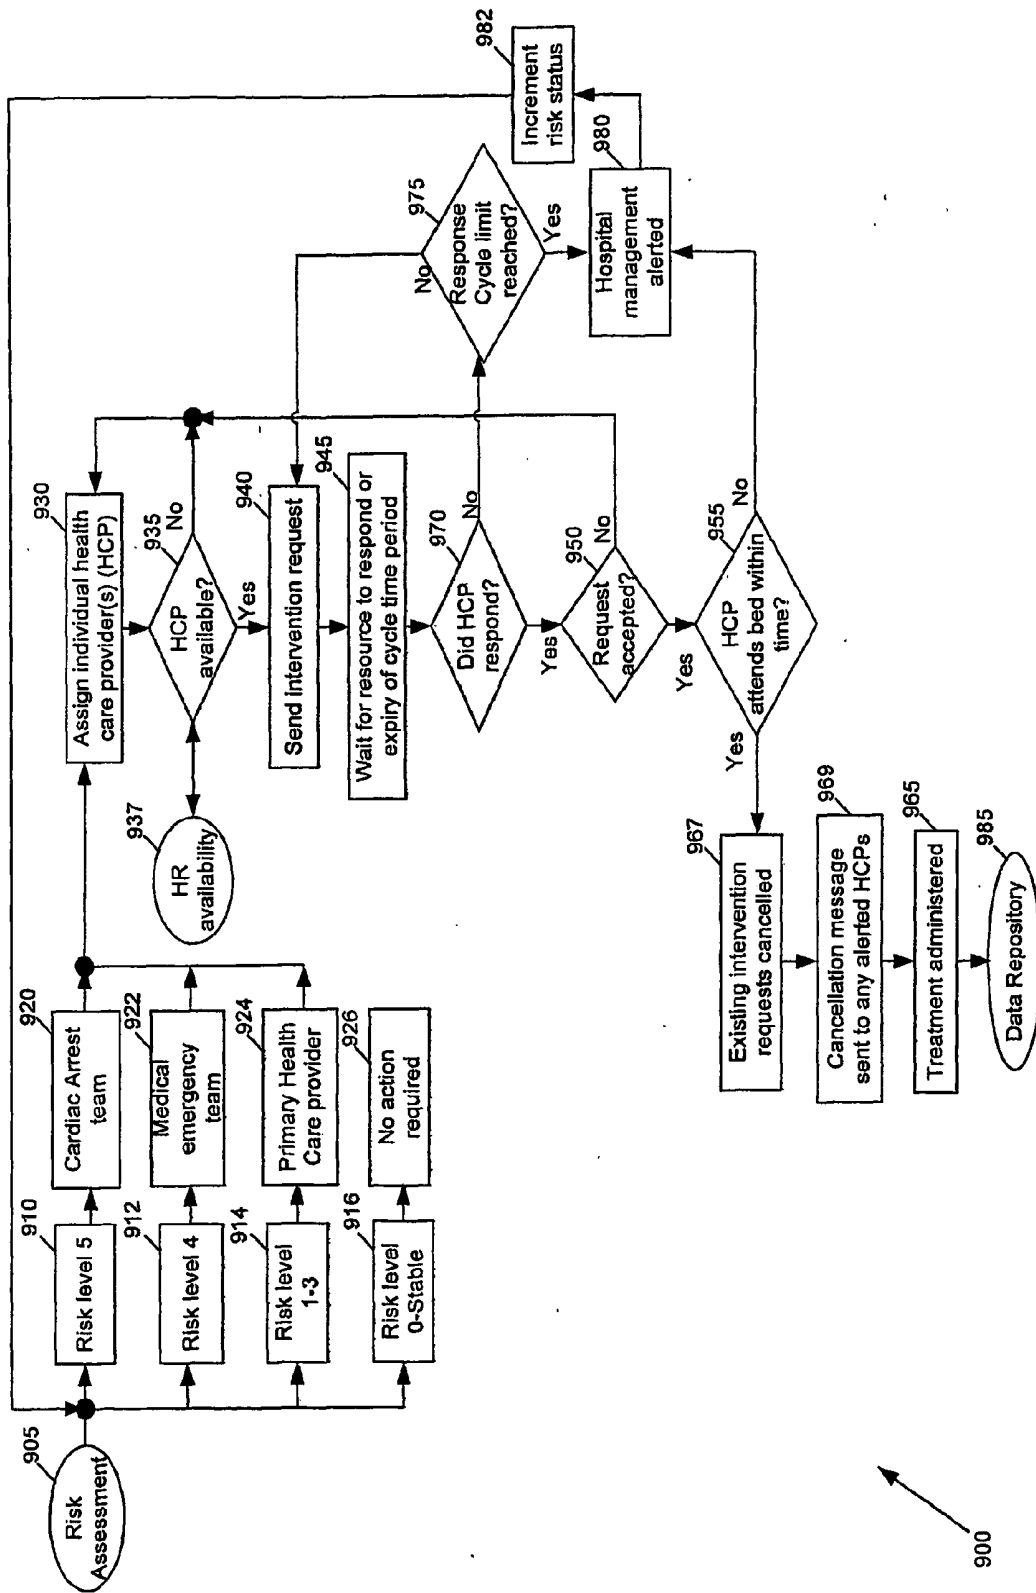 905
Risk
Assessment
910
Risk level 5
912
Risk level 4
914
Risk level
1-3
916
Risk level
0-Stable
920
Cardiac Arrest
team
922
Medical
emergency
team
924
Primary Health
Care provider
926
No action
required
930
Assign individual health
care provider(s) (HCP)
935
HCP
available?
No
Yes
937
HR
availability
940
Send intervention request
945
Wait for resource to respond or
expiry of cycle time period
970
Did HCP
respond?
No
Yes
950
Request
accepted?
No
Yes
955
HCP
attends bed within
time?
No
Yes
975
Response
Cycle limit
reached?
No
Yes
980
Hospital
management
alerted
982
Increment
risk status
967
Existing intervention
requests cancelled
969
Cancellation message
sent to any alerted HCPs
965
Treatment administered
985
Data Repository
900